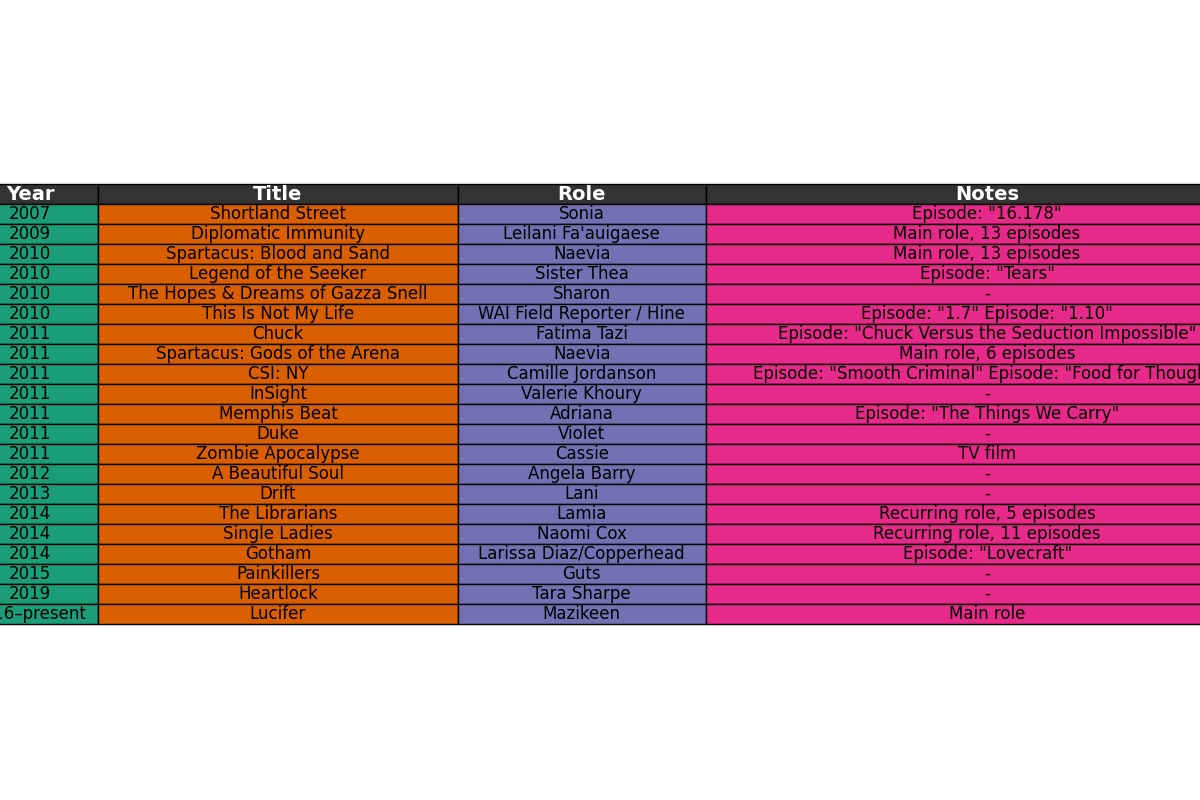 Year Title Role Notes
2007 Shortland Street Sonia Episode: "16.178"
2009 Diplomatic Immunity Leilani Fa'auigaese Main role, 13 episodes
2010 Spartacus: Blood and Sand Naevia Main role, 13 episodes
2010 Legend of the Seeker Sister Thea Episode: "Tears"
2010 The Hopes & Dreams of Gazza Snell Sharon -
2010 This Is Not My Life WAI Field Reporter / Hine Episode: "1.7" Episode: "1.10"
2011 Chuck Fatima Tazi Episode: "Chuck Versus the Seduction Impossible"
2011 Spartacus: Gods of the Arena Naevia Main role, 6 episodes
2011 CSI: NY Camille Jordanson Episode: "Smooth Criminal" Episode: "Food for
2011 InSight Valerie Khoury -
2011 Memphis Beat Adriana Episode: "The Things We Carry"
2011 Duke Violet -
2011 Zombie Apocalypse Cassie TV film
2012 A Beautiful Soul Angela Barry -
2013 Drift Lani -
2014 The Librarians Lamia Recurring role, 5 episodes
2014 Single Ladies Naomi Cox Recurring role, 11 episodes
2014 Gotham Larissa Diaz/Copperhead Episode: "Lovecraft"
2015 Painkillers Guts -
2019 Heartlock Tara Sharpe -
6–present Lucifer Mazikeen Main role